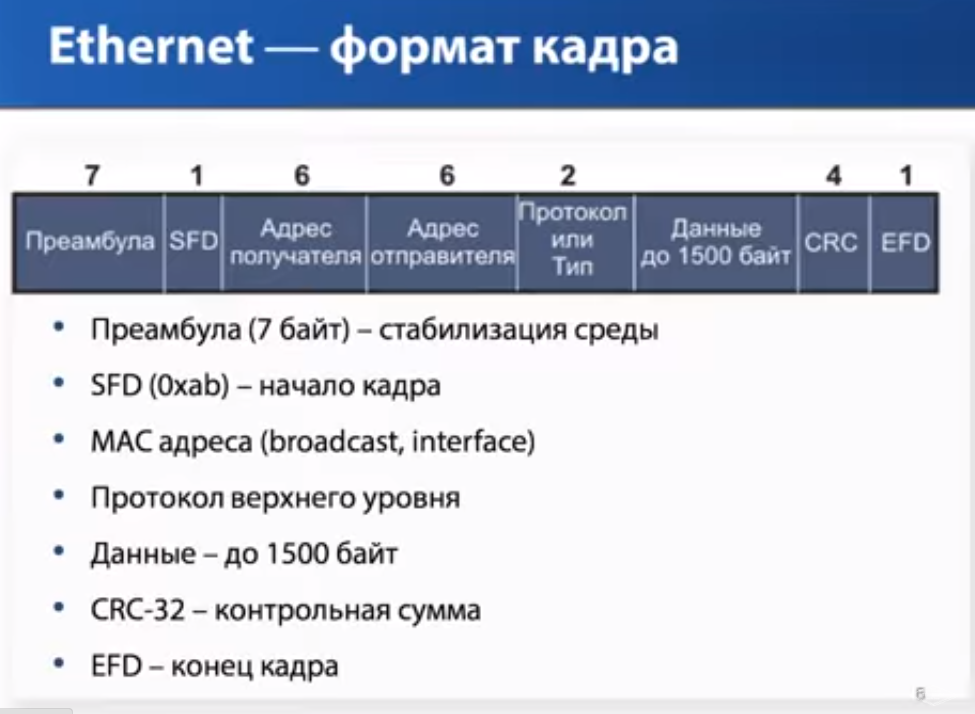 Ethernet — формат кадра
7 1 6 6 2 4 1
Преамбула SFD Адрес получателя Адрес отправителя Протокол или Тип Данные до 1500 байт CRC EFD
• Преамбула (7 байт) – стабилизация среды
• SFD (0xab) – начало кадра
• MAC адреса (broadcast, interface)
• Протокол верхнего уровня
• Данные – до 1500 байт
• CRC-32 – контрольная сумма
• EFD – конец кадра
6